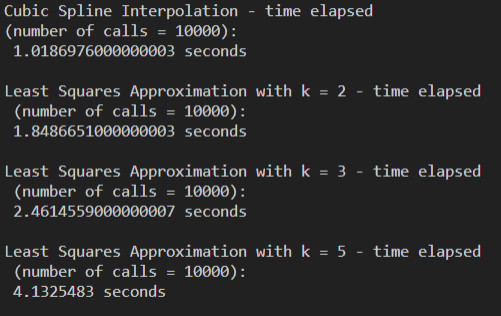 Cubic Spline Interpolation - time elapsed
(number of calls = 10000):
1.0186976000000003 seconds
Least Squares Approximation with k = 2 - time elapsed
(number of calls = 10000):
1.8486651000000003 seconds
Least Squares Approximation with k = 3 - time elapsed
(number of calls = 10000):
2.4614559000000007 seconds
Least Squares Approximation with k = 5 - time elapsed
(number of calls = 10000):
4.1325483 seconds